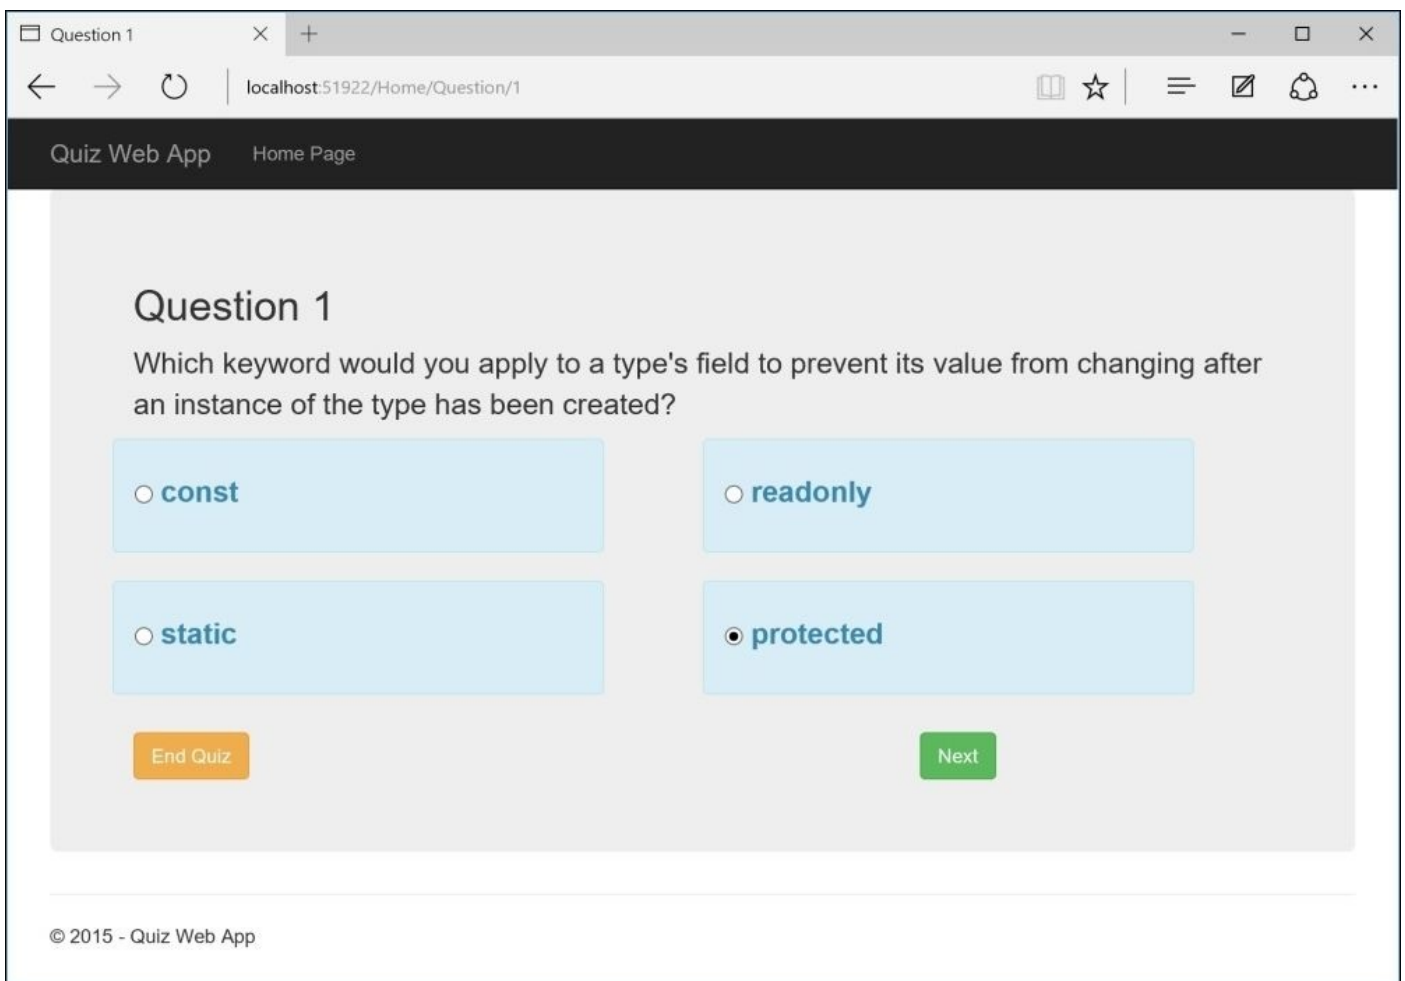 Question 1
localhost:51922/Home/Question/1
Quiz Web App Home Page
Question 1
Which keyword would you apply to a type's field to prevent its value from changing after
an instance of the type has been created?
const readonly
static protected
End Quiz Next
© 2015 - Quiz Web App